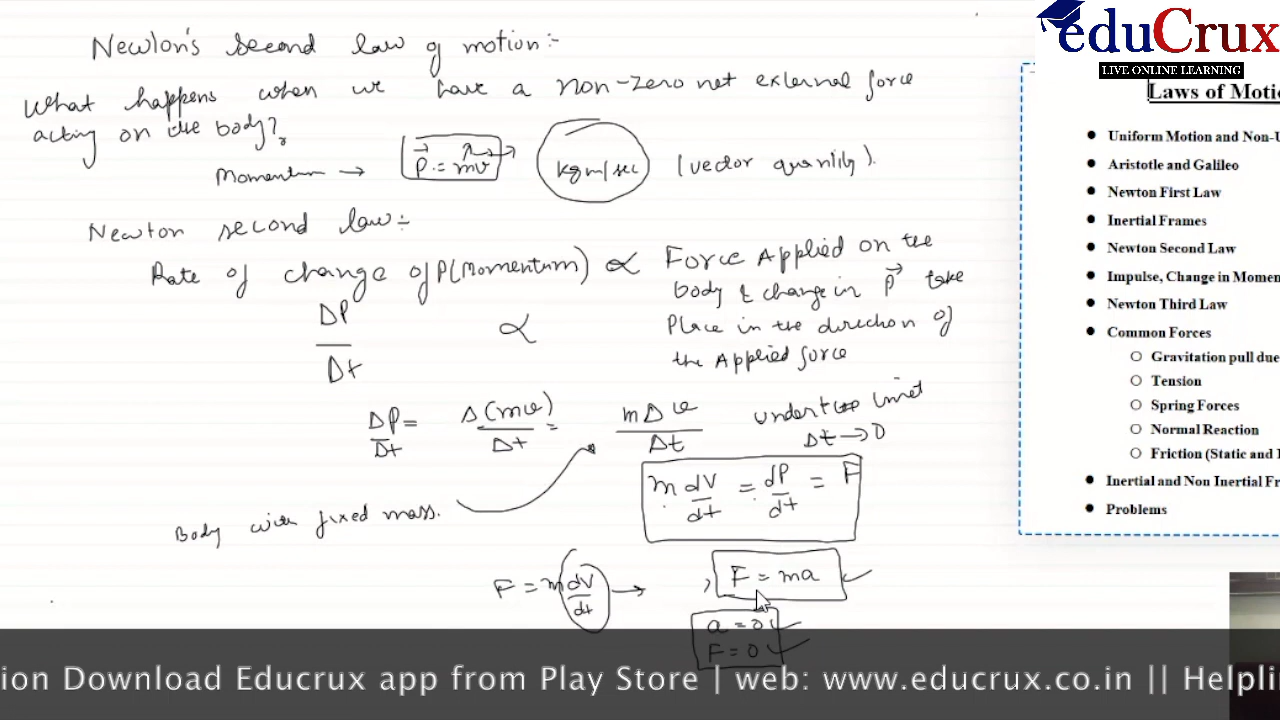 Newton's second law of motion:-
What happens when we have a non-zero net external force
acting on the body?
Momentum → P⃗ = mv kgm/sec (vector quantity).
Newton second law:-
Rate of change of P(Momentum) ∝ Force Applied on the
body & change in P⃗ take
Place in the direction of
the Applied force
ΔP/Δt ∝
ΔP/Δt = Δ(mv)/Δt = mΔv/Δt under limit
Δt → 0
m dV/dt = dP/dt = F
Body with fixed mass.
F = m dV/dt → , F = ma
a = 0
F = 0
eduCrux
LIVE ONLINE LEARNING
Laws of Motio
● Uniform Motion and Non-U
● Aristotle and Galileo
● Newton First Law
● Inertial Frames
● Newton Second Law
● Impulse, Change in Momen
● Newton Third Law
● Common Forces
○ Gravitation pull due
○ Tension
○ Spring Forces
○ Normal Reaction
○ Friction (Static and
● Inertial and Non Inertial Fr
● Problems
ion Download Educrux app from Play Store | web: www.educrux.co.in || Helpli